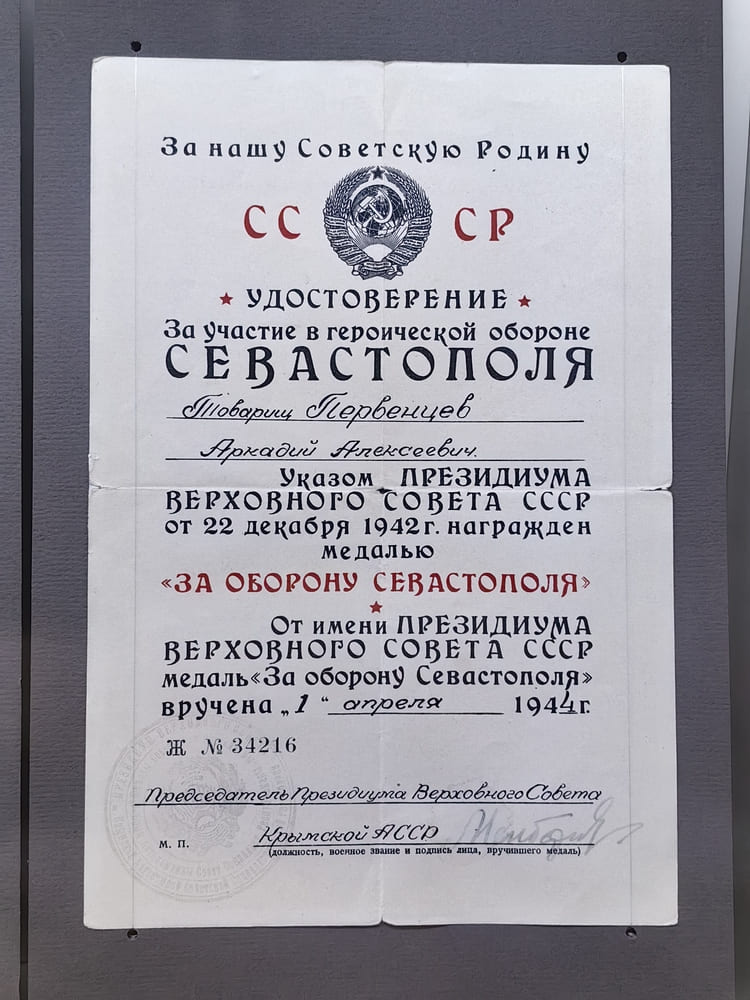 За нашу Советскую Родину
СС СР
УДОСТОВЕРЕНИЕ
За участие в героической обороне
СЕВАСТОПОЛЯ
Товарищ Первенцев
Аркадий Алексеевич.
Указом ПРЕЗИДИУМА
ВЕРХОВНОГО СОВЕТА СССР
от 22 декабря 1942 г. награжден
медалью
«ЗА ОБОРОНУ СЕВАСТОПОЛЯ»
От имени ПРЕЗИДИУМА
ВЕРХОВНОГО СОВЕТА СССР
медаль «За оборону Севастополя»
вручена „1“ апреля 1944 г.
Ж № 34216
Председатель Президиума Верховного Совета
Крымской АССР
М. П.
(должность, военное звание и подпись лица, вручившего медаль)